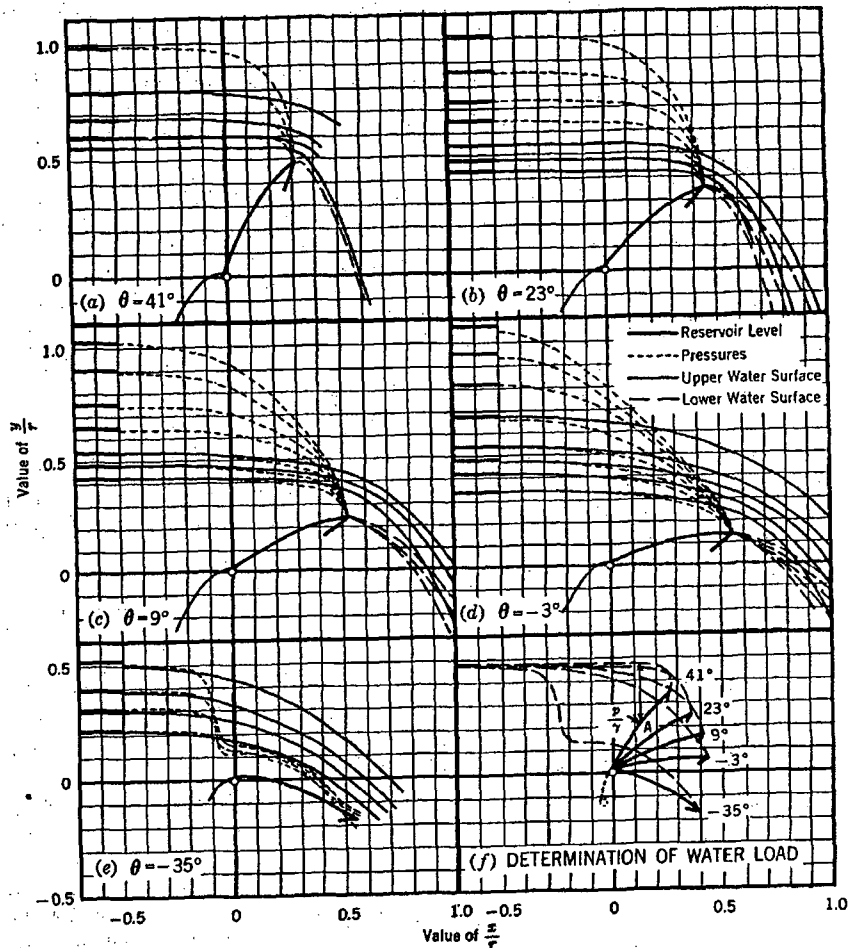 1.0
0.5
0
(a) θ=41°
(b) θ=23°
Reservoir Level
Pressures
Upper Water Surface
Lower Water Surface
1.0
0.5
0
Value of y/r
(c) θ=9°
(d) θ=-3°
0.5
0
-0.5
(e) θ=-35°
41°
23°
9°
-3°
-35°
A
(f) DETERMINATION OF WATER LOAD
-0.5 0 0.5 1.0 -0.5 0 0.5 1.0
Value of x/r